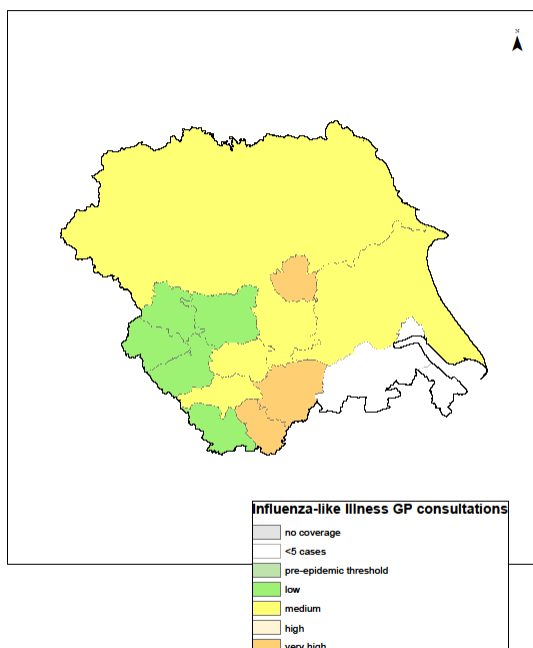 N
Influenza-like Illness GP consultations
no coverage
<5 cases
pre-epidemic threshold
low
medium
high
very high